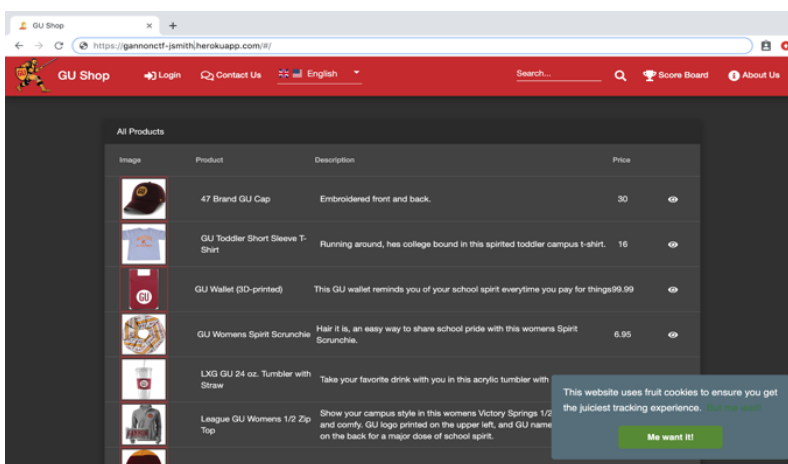 GU Shop
https://gannonctf-jsmith.herokuapp.com/#/
GU Shop Login Contact Us English Search... Score Board About Us
All Products
Image Product Description Price
47 Brand GU Cap Embroidered front and back. 30
GU Toddler Short Sleeve T-
Shirt
Running around, hes college bound in this spirited toddler campus t-shirt. 16
GU
GU Wallet (3D-printed) This GU wallet reminds you of your school spirit everytime you pay for things99.99
GU Womens Spirit Scrunchie
Hair it is, an easy way to share school pride with this womens Spirit
Scrunchie.
6.95
LXG GU 24 oz. Tumbler with
Straw
Take your favorite drink with you in this acrylic tumbler with
League GU Womens 1/2 Zip
Top
Show your campus style in this womens Victory Springs 1/2
and comfy. GU logo printed on the upper left, and GU name
on the back for a major dose of school spirit.
This website uses fruit cookies to ensure you get
the juiciest tracking experience.
Me want it!